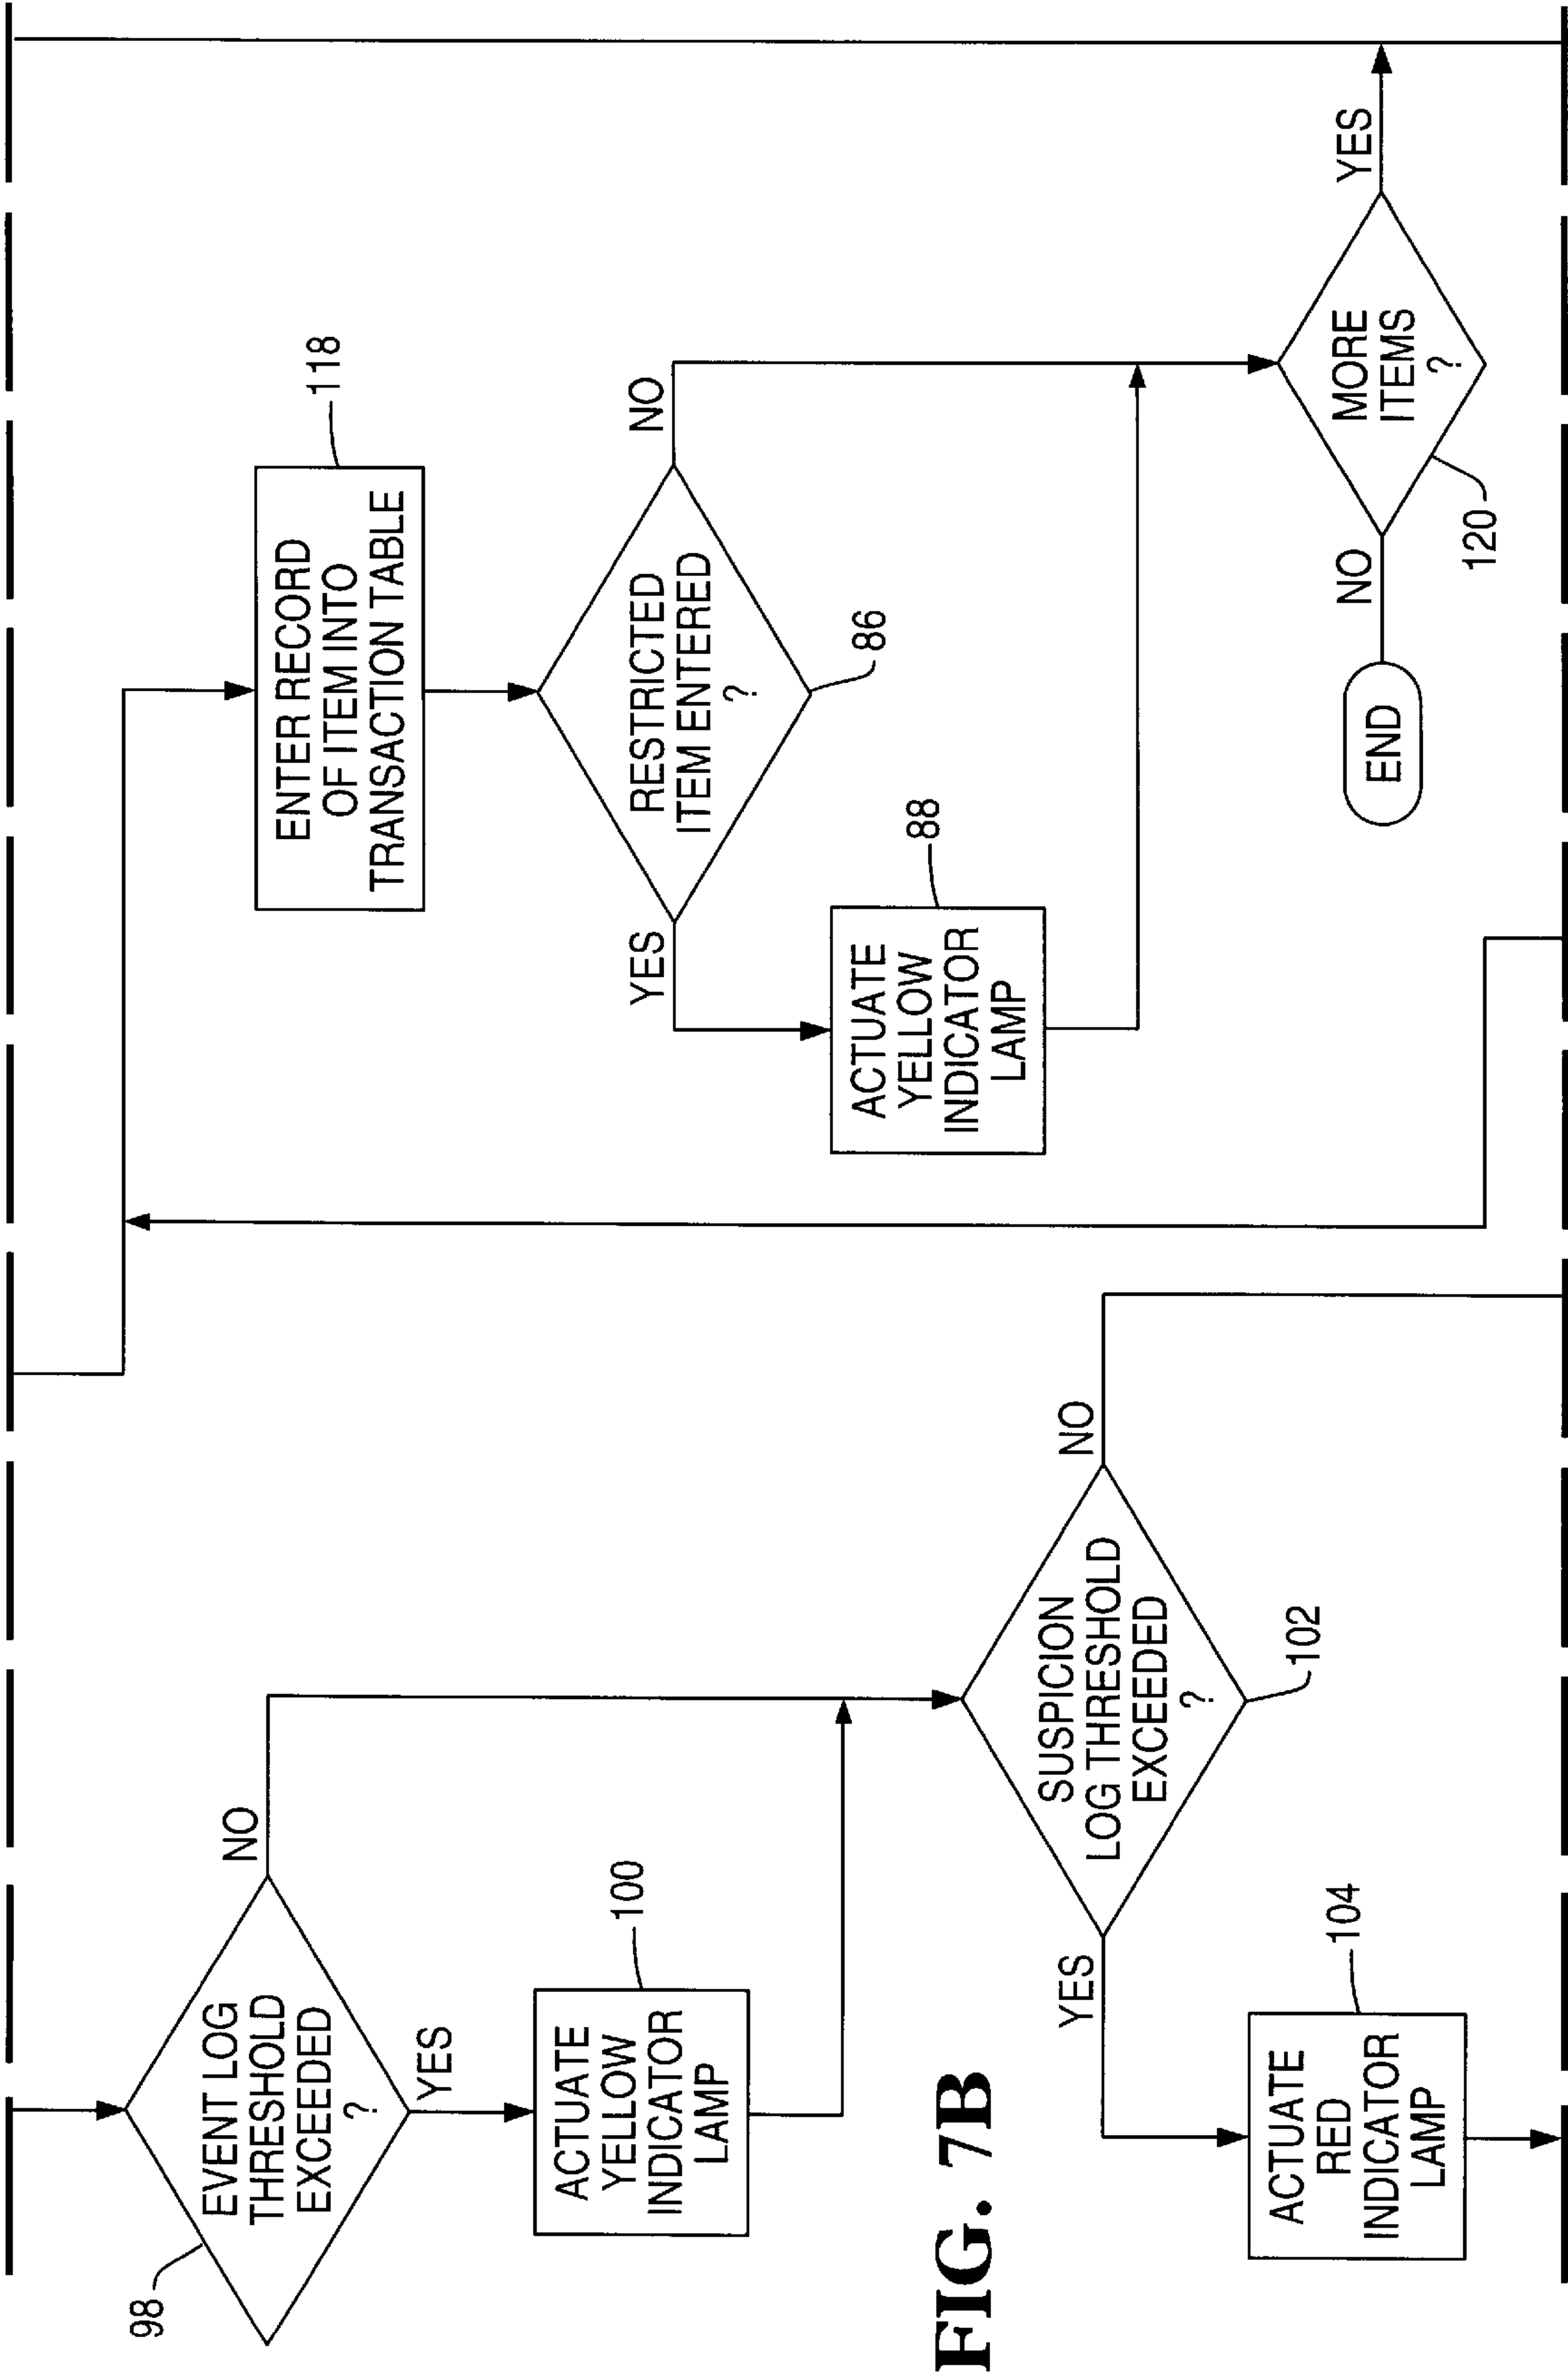 98
EVENT LOG
THRESHOLD
EXCEEDED
?
NO
YES
100
ACTUATE
YELLOW
INDICATOR
LAMP
SUSPICION
LOG THRESHOLD
EXCEEDED
?
102
NO
YES
104
ACTUATE
RED
INDICATOR
LAMP
118
ENTER RECORD
OF ITEM INTO
TRANSACTION TABLE
RESTRICTED
ITEM ENTERED
?
86
NO
YES
88
ACTUATE
YELLOW
INDICATOR
LAMP
MORE
ITEMS
?
120
YES
NO
END
FIG. 7B